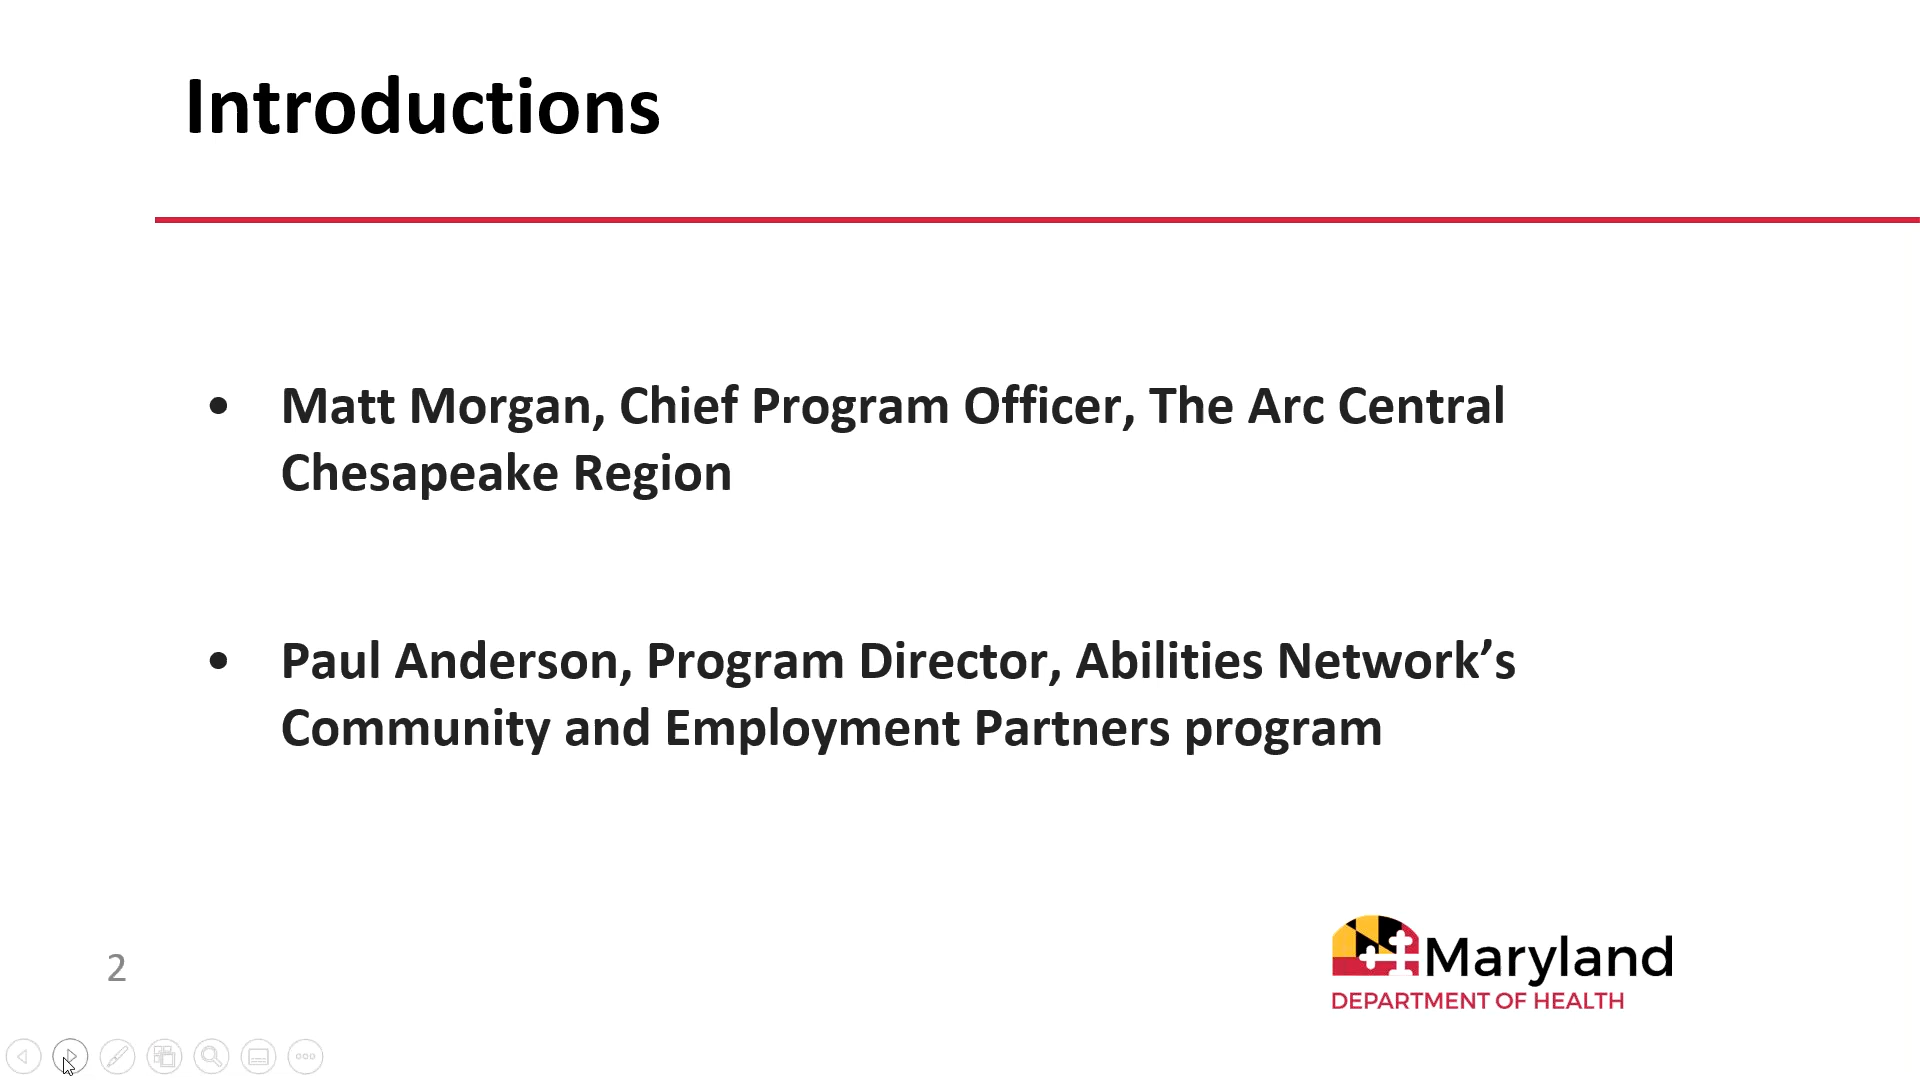 Introductions
• Matt Morgan, Chief Program Officer, The Arc Central
Chesapeake Region
• Paul Anderson, Program Director, Abilities Network’s
Community and Employment Partners program
2
Maryland
DEPARTMENT OF HEALTH